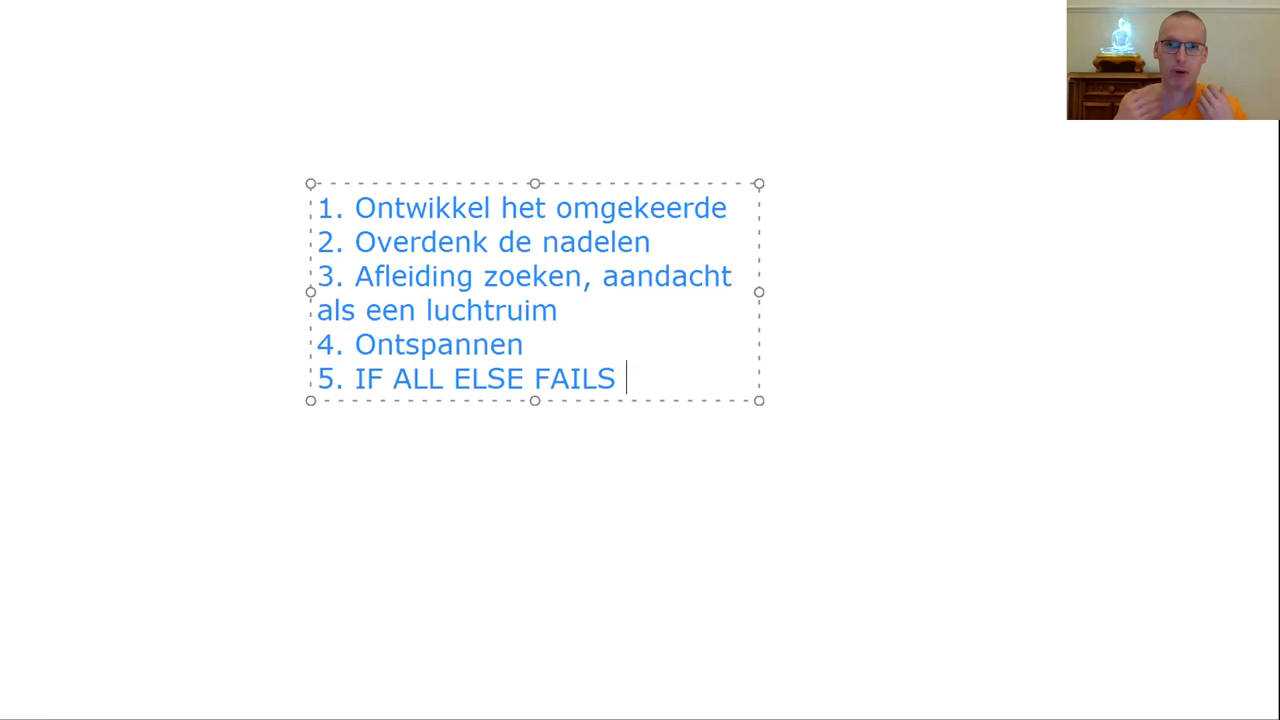 1. Ontwikkel het omgekeerde
2. Overdenk de nadelen
3. Afleiding zoeken, aandacht
als een luchtruim
4. Ontspannen
5. IF ALL ELSE FAILS